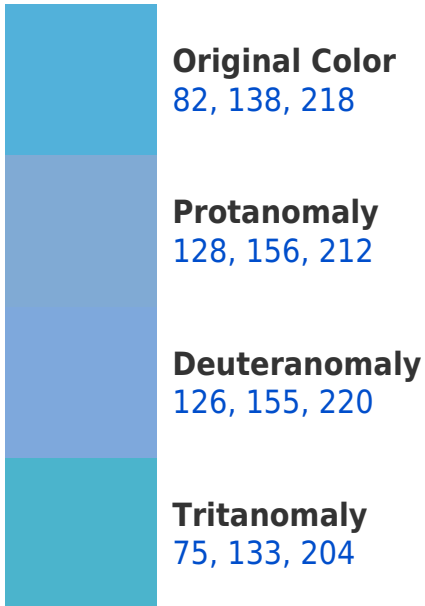 Original Color
82, 138, 218
Protanomaly
128, 156, 212
Deuteranomaly
126, 155, 220
Tritanomaly
75, 133, 204